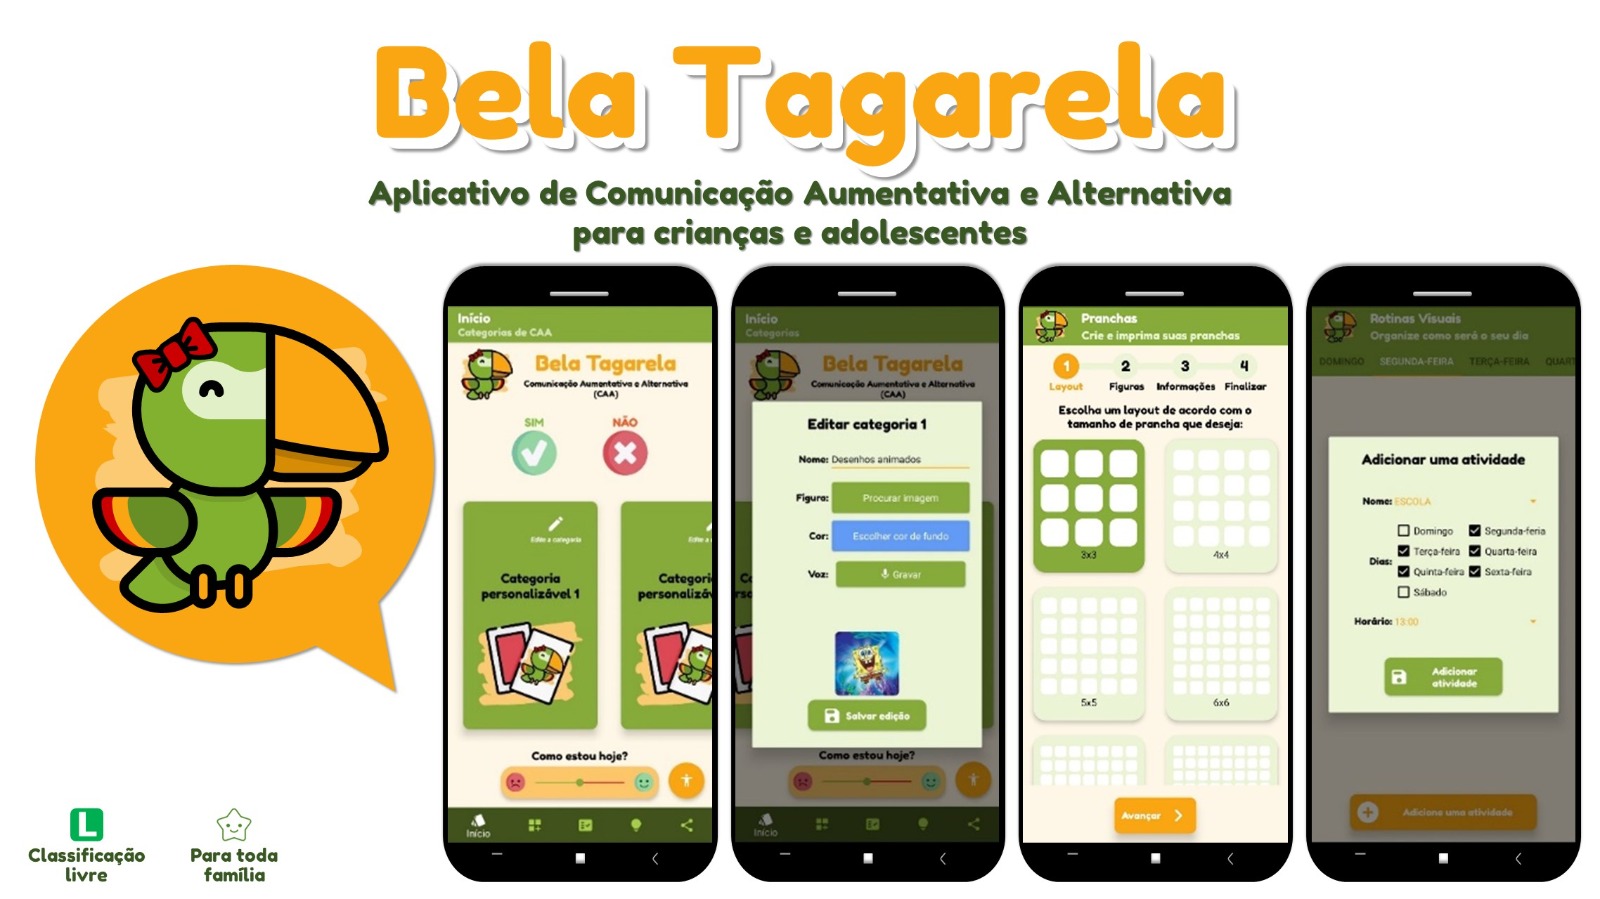 Bela Tagarela
Aplicativo de Comunicação Aumentativa e Alternativa
para crianças e adolescentes
Início
Categorias de CAA
Bela Tagarela
Comunicação Aumentativa e Alternativa
(CAA)
SIM
NÃO
Edite a categoria
Categoria
personalizável 1
Edite a
Categori
personalizáv
Como estou hoje?
Início
Início
Categorias
Bela Tagarela
Comunicação Aumentativa e Alternativa
(CAA)
Editar categoria 1
Nome: Desenhos animados
Figura: Procurar imagem
Cor: Escolher cor de fundo
Voz: Gravar
Salvar edição
Como estou hoje?
Início
Pranchas
Crie e imprima suas pranchas
1 2 3 4
Layout Figuras Informações Finalizar
Escolha um layout de acordo com o
tamanho de prancha que deseja:
3x3
4x4
5x5
6x6
Avançar
Rotinas Visuais
Organize como será o seu dia
DOMINGO SEGUNDA-FEIRA TERÇA-FEIRA QUART
Adicionar uma atividade
Nome: ESCOLA
Dias:
Domingo Segunda-feria
Terça-feira Quarta-feira
Quinta-feira Sexta-feira
Sábado
Horário: 13:00
Adicionar
atividade
Adicione uma atividade
L
Classificação
livre
Para toda
família